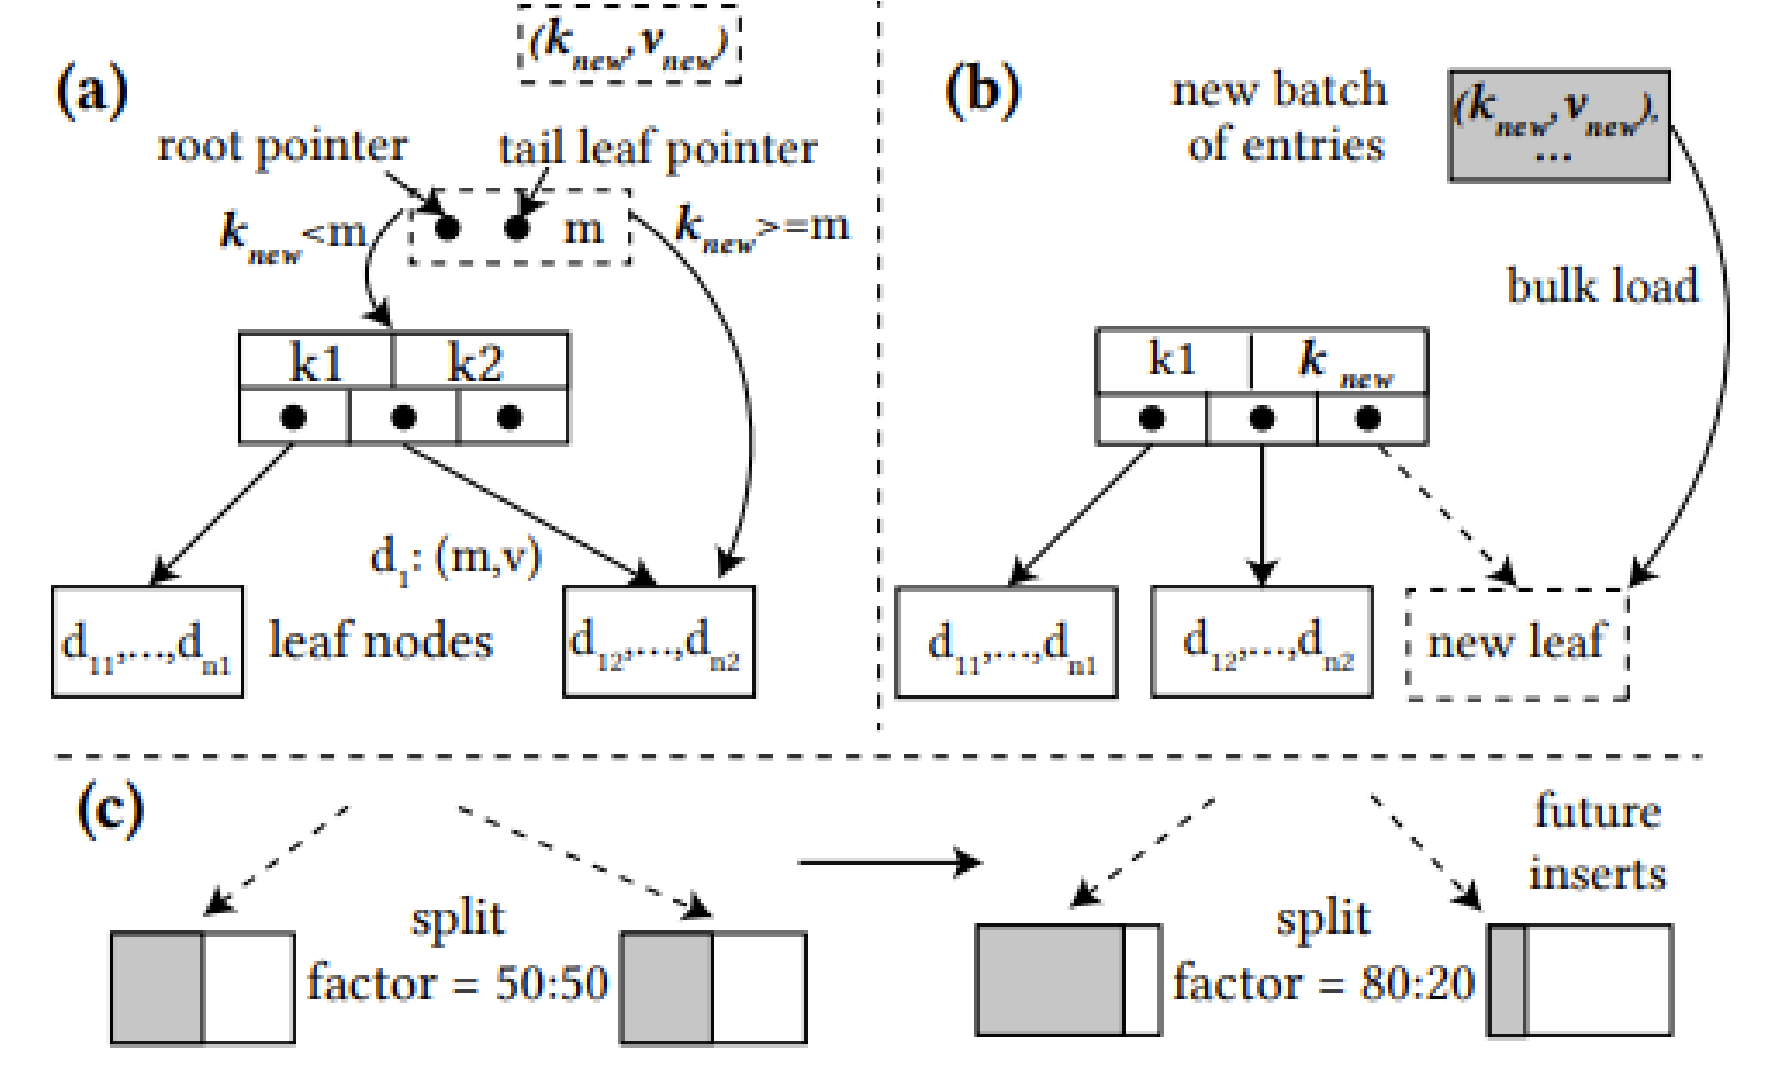 (a)
(k_new, v_new)
root pointer
tail leaf pointer
k_new<m
m
k_new>=m
k1 k2
d_1: (m,v)
d_11,...,d_n1
leaf nodes
d_12,...,d_n2
(b)
new batch
of entries
(k_new, v_new),
...
bulk load
k1 k_new
d_11,...,d_n1
d_12,...,d_n2
new leaf
(c)
split
factor = 50:50
split
factor = 80:20
future
inserts